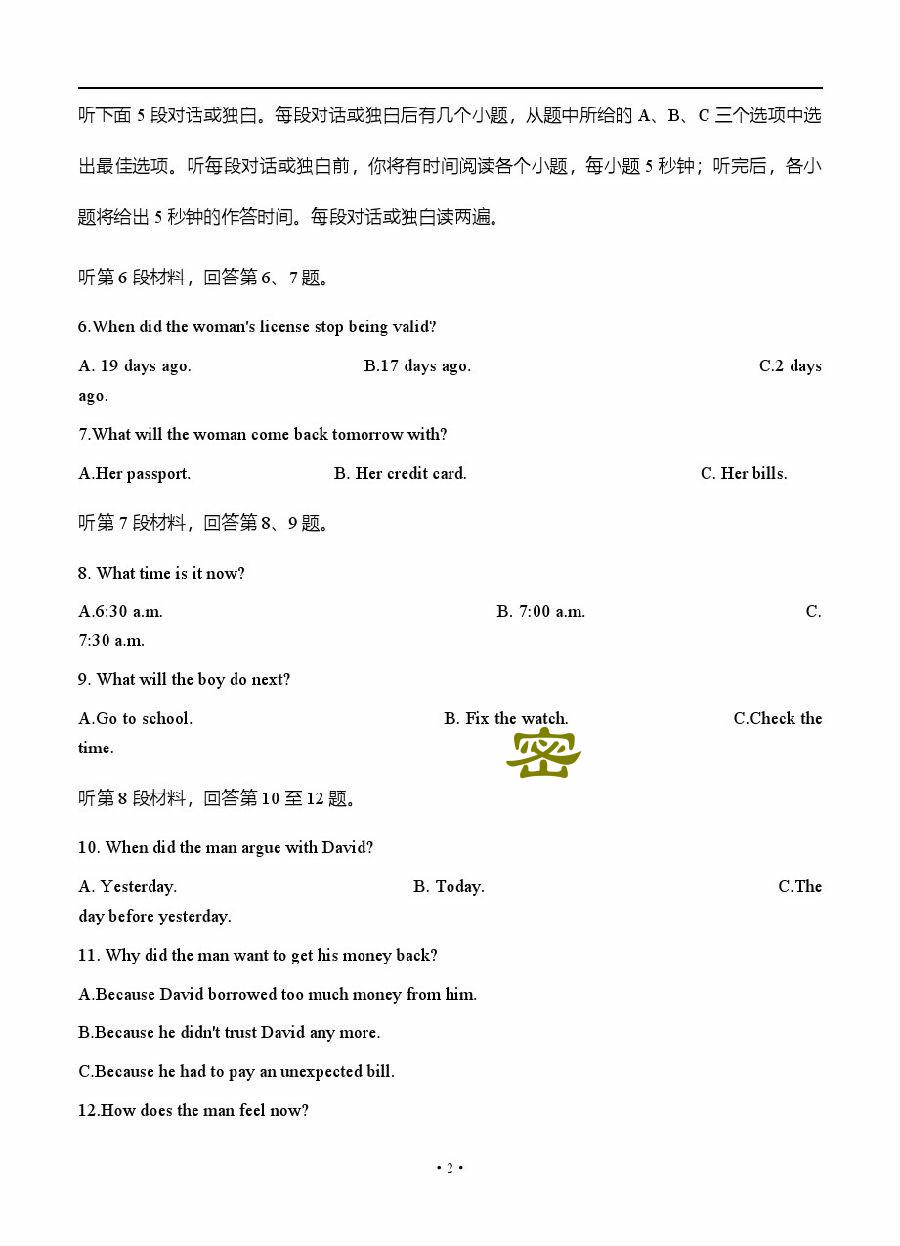 听下面 5 段对话或独白。每段对话或独白后有几个小题，从题中所给的 A、B、C 三个选项中选
出最佳选项。听每段对话或独白前，你将有时间阅读各个小题，每小题 5 秒钟；听完后，各小
题将给出 5 秒钟的作答时间。每段对话或独白读两遍。
听第 6 段材料，回答第 6、7 题。
6.When did the woman's license stop being valid?
A. 19 days ago. B.17 days ago. C.2 days
ago.
7.What will the woman come back tomorrow with?
A.Her passport. B. Her credit card. C. Her bills.
听第 7 段材料，回答第 8、9 题。
8. What time is it now?
A.6:30 a.m. B. 7:00 a.m. C.
7:30 a.m.
9. What will the boy do next?
A.Go to school. B. Fix the watch. C.Check the
time.
密
听第 8 段材料，回答第 10 至 12 题。
10. When did the man argue with David?
A. Yesterday. B. Today. C.The
day before yesterday.
11. Why did the man want to get his money back?
A.Because David borrowed too much money from him.
B.Because he didn't trust David any more.
C.Because he had to pay an unexpected bill.
12.How does the man feel now?
• 2 •